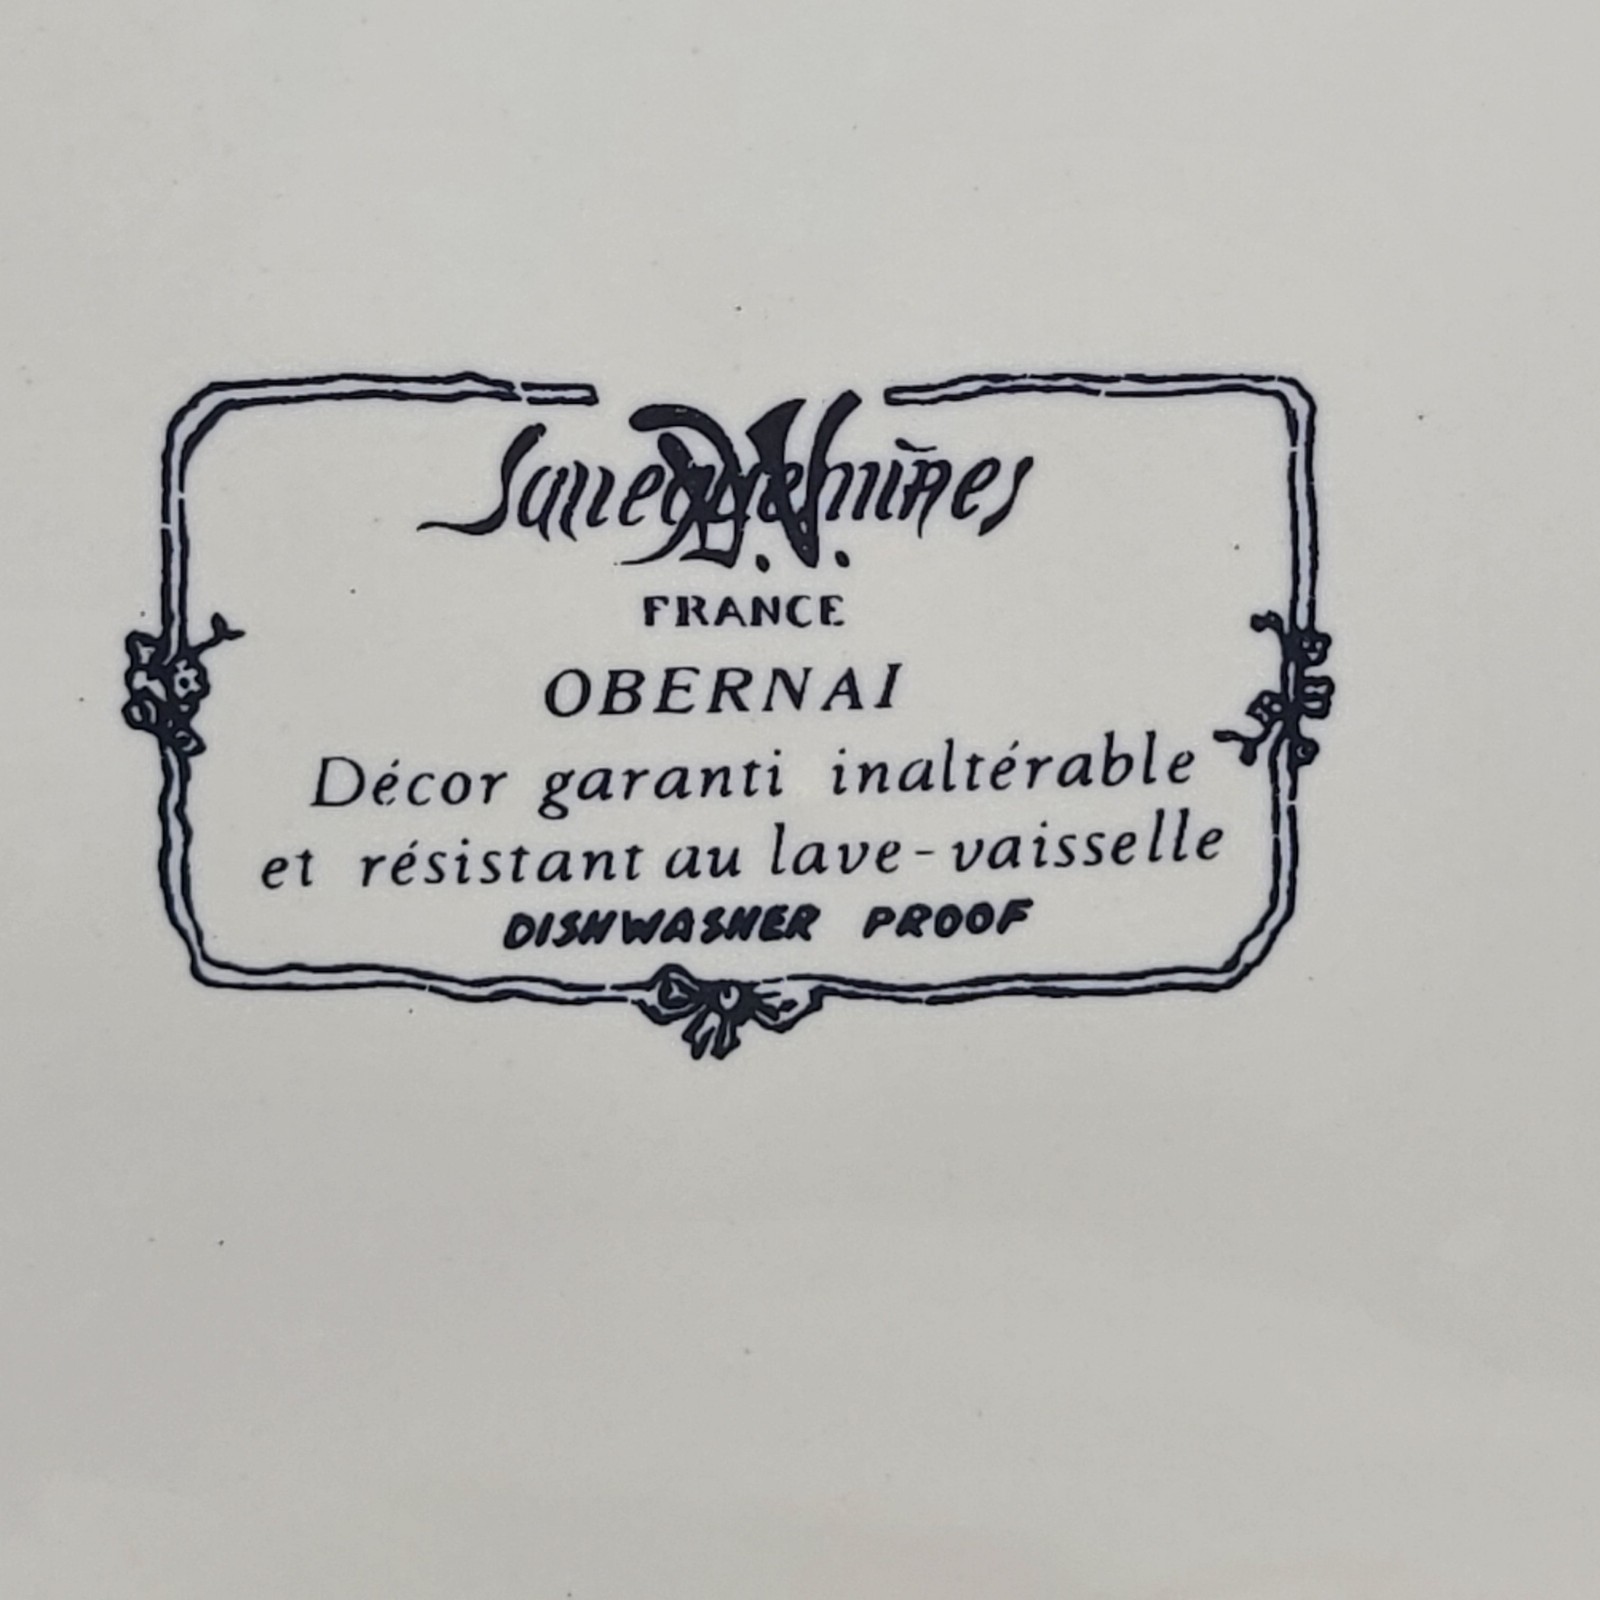 Sarreguemines
D.V.
FRANCE
OBERNAI
Décor garanti inaltérable
et résistant au lave-vaisselle
DISHWASHER PROOF